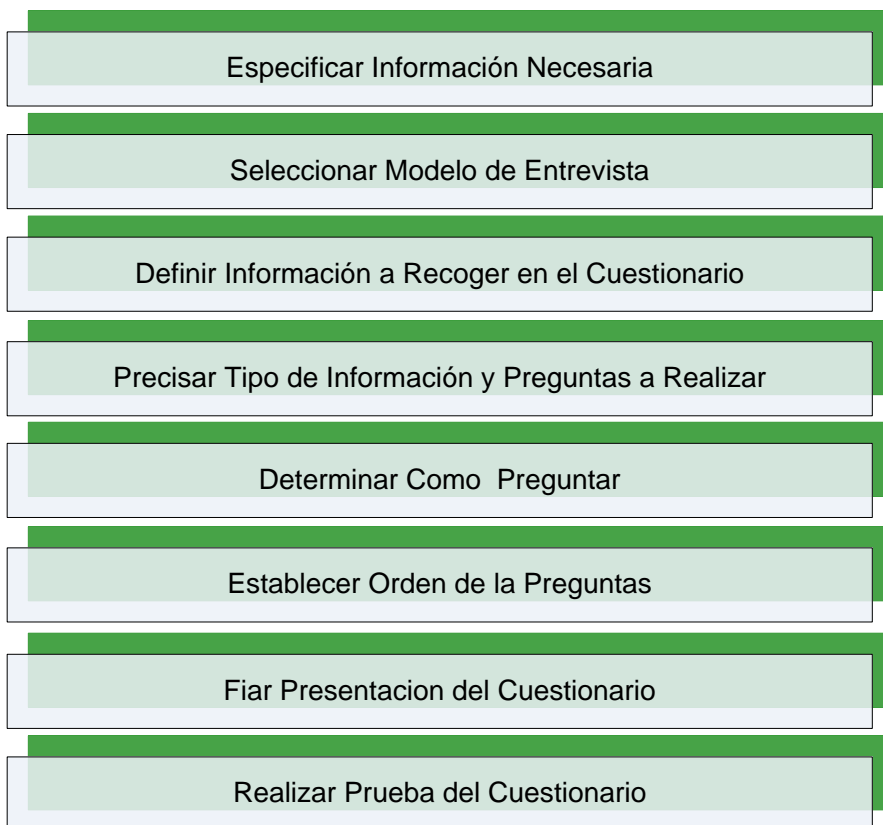 Especificar Información Necesaria
Seleccionar Modelo de Entrevista
Definir Información a Recoger en el Cuestionario
Precisar Tipo de Información y Preguntas a Realizar
Determinar Como  Preguntar
Establecer Orden de la Preguntas
Fiar Presentacion del Cuestionario
Realizar Prueba del Cuestionario